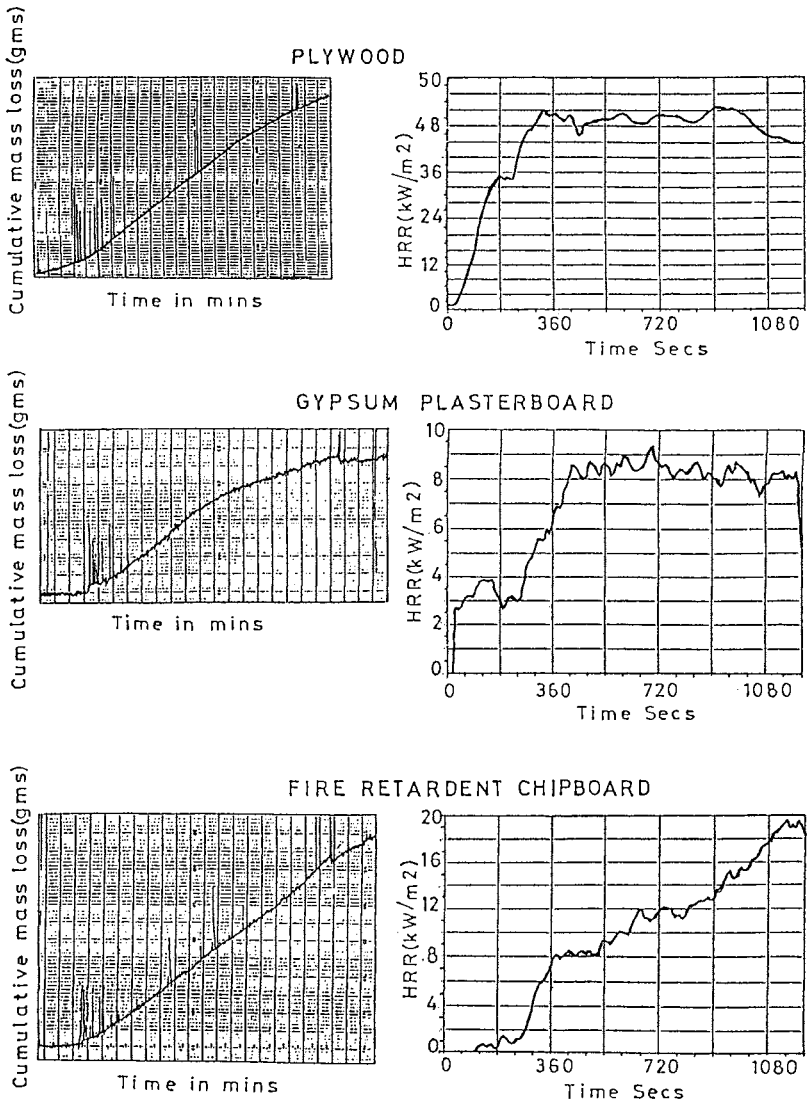 PLYWOOD
Cumulative mass loss(gms)
Time in mins
HRR(kW/m2)
50
48
36
24
12
0
0 360 720 1080
Time Secs
GYPSUM PLASTERBOARD
Cumulative mass loss(gms)
Time in mins
HRR(kW/m2)
10
8
6
4
2
0
0 360 720 1080
Time Secs
FIRE RETARDENT CHIPBOARD
Cumulative mass loss(gms)
Time in mins
HRR(kW/m2)
20
16
12
8
4
0
0 360 720 1080
Time Secs